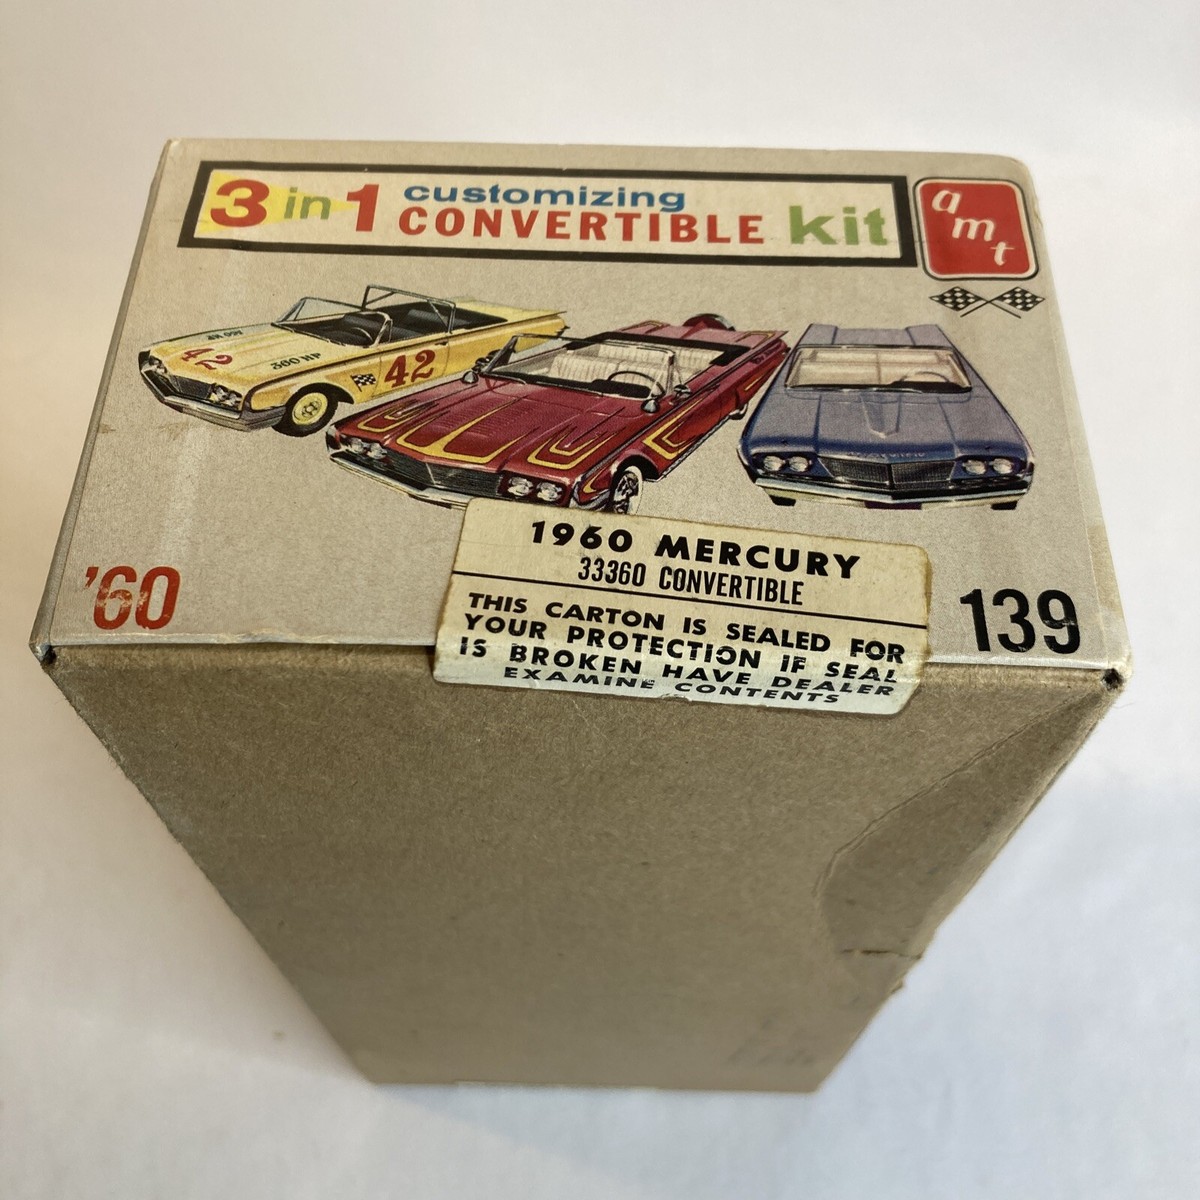 3 in 1 customizing CONVERTIBLE kit
amt
42
300 HP
42
'60
1960 MERCURY
33360 CONVERTIBLE
THIS CARTON IS SEALED FOR
YOUR PROTECTION IF SEAL
IS BROKEN HAVE DEALER
EXAMINE CONTENTS
139